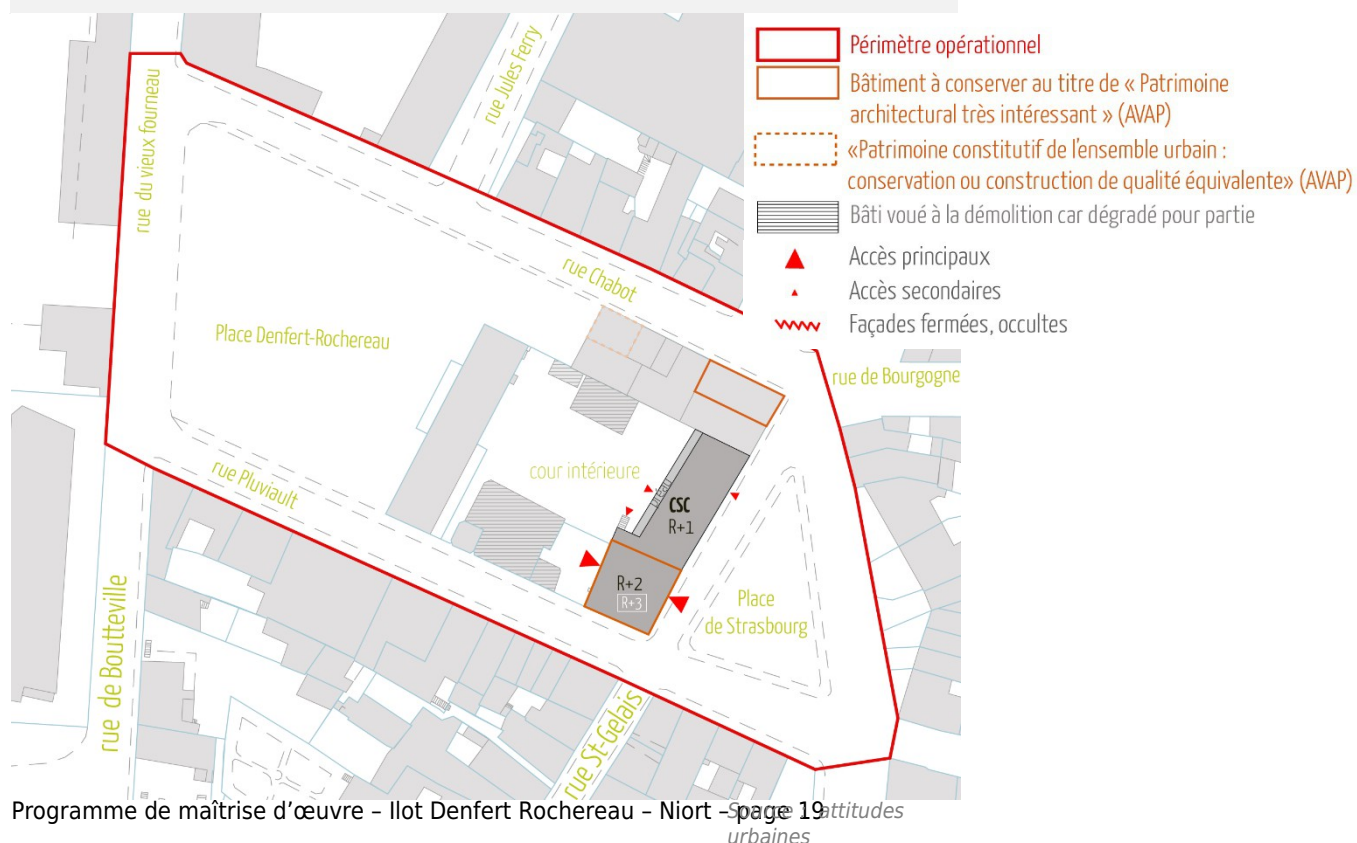 Périmètre opérationnel
Bâtiment à conserver au titre de « Patrimoine
architectural très intéressant » (AVAP)
«Patrimoine constitutif de l'ensemble urbain :
conservation ou construction de qualité équivalente» (AVAP)
Bâti voué à la démolition car dégradé pour partie
Accès principaux
Accès secondaires
Façades fermées, occultes
rue du vieux fourneau
rue Jules Ferry
rue Chabot
Place Denfert-Rochereau
rue de Bourgogne
rue Pluviault
cour intérieure
CSC
R+1
R+2
R+3
Place
de Strasbourg
rue de Boutteville
rue St-Gelais
Programme de maîtrise d'œuvre – Ilot Denfert Rochereau – Niort – page 19
Source : attitudes
urbaines